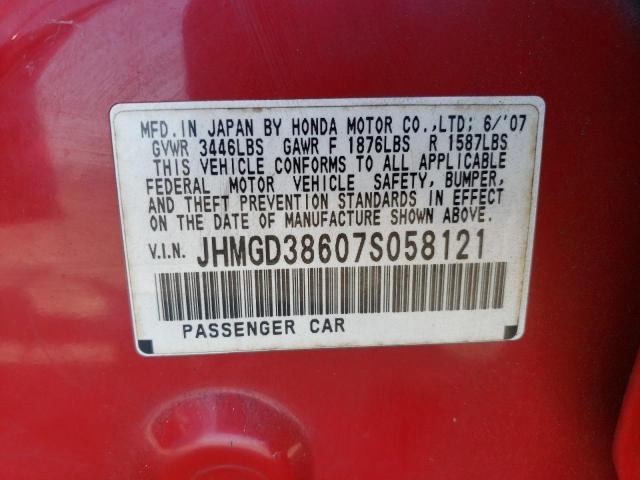 MFD.IN JAPAN BY HONDA MOTOR CO.,LTD; 6/'07
GVWR 3446LBS GAWR F 1876LBS R 1587LBS
THIS VEHICLE CONFORMS TO ALL APPLICABLE
FEDERAL MOTOR VEHICLE SAFETY, BUMPER,
AND THEFT PREVENTION STANDARDS IN EFFECT
ON THE DATE OF MANUFACTURE SHOWN ABOVE.
V.I.N. JHMGD38607S058121
PASSENGER CAR